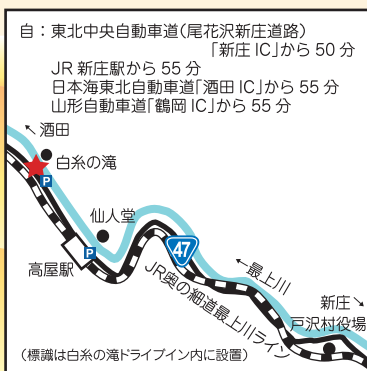 自：東北中央自動車道(尾花沢新庄道路)
「新庄 IC」から 50 分
JR 新庄駅から 55 分
日本海東北自動車道「酒田 IC」から 55 分
山形自動車道「鶴岡 IC」から 55 分
↖ 酒田
白糸の滝
P
仙人堂
47
P
高屋駅
←最上川
JR奥の細道最上川ライン
新庄↘
戸沢村役場
（標識は白糸の滝ドライブイン内に設置）